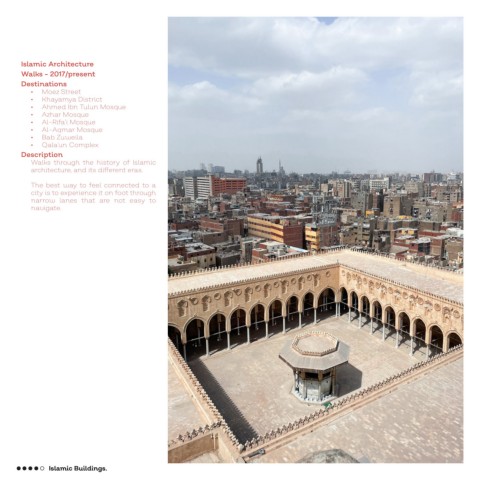 Islamic Architecture
Walks - 2017/present
Destinations
• Moez Street
• Khayamya District
• Ahmed Ibn Tulun Mosque
• Azhar Mosque
• Al-Rifa'i Mosque
• Al-Aqmar Mosque
• Bab Zuweila
• Qala'un Complex
Description
Walks through the history of Islamic
architecture, and its different eras.
The best way to feel connected to a
city is to experience it on foot through
narrow lanes that are not easy to
navigate.
Islamic Buildings.